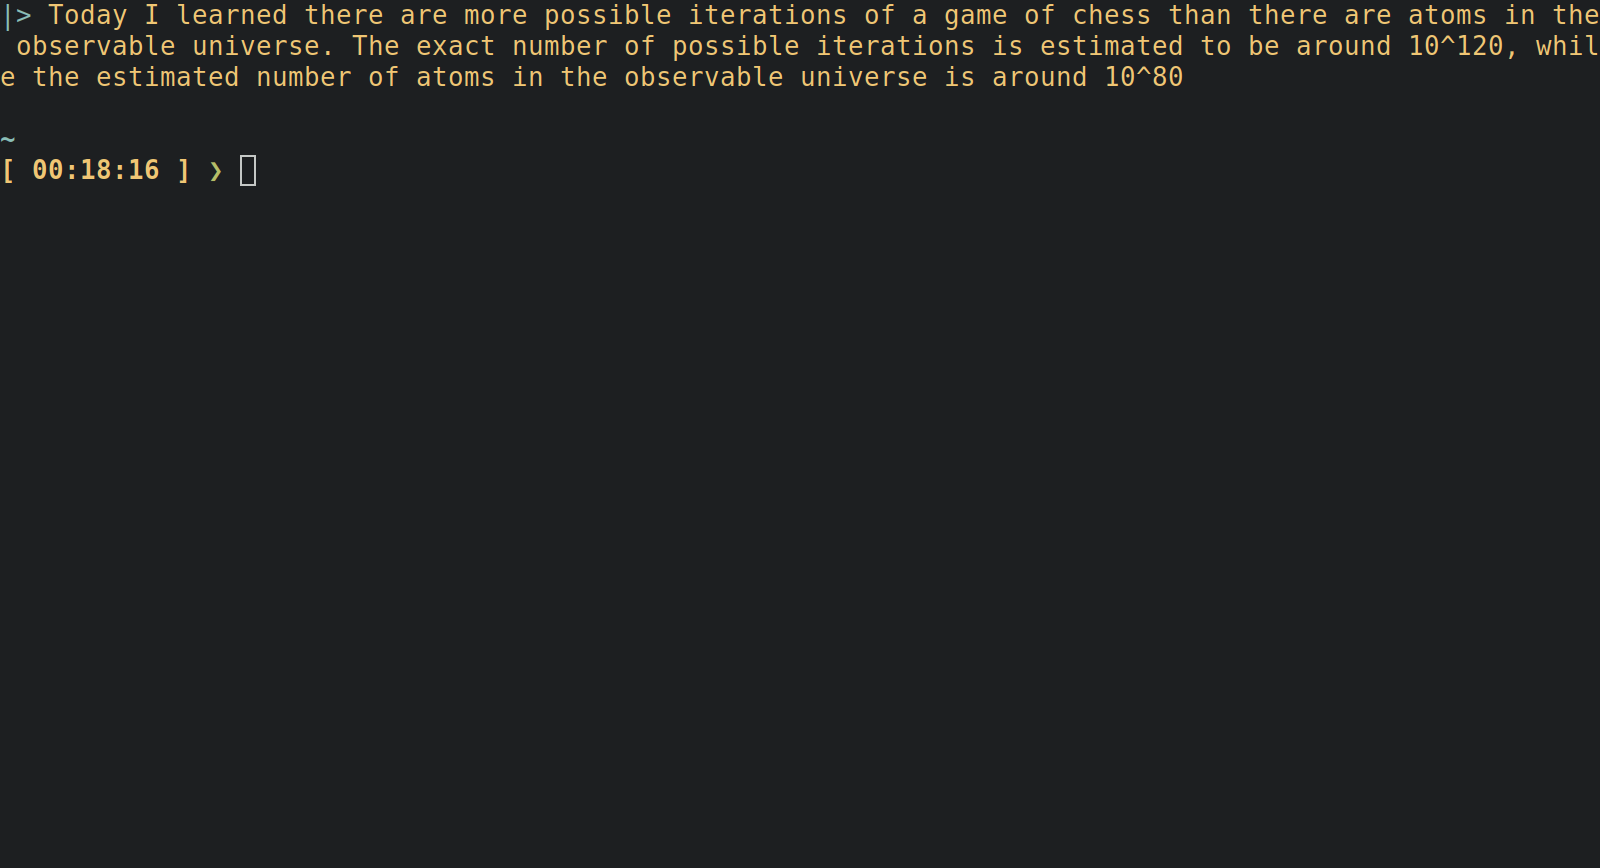 |> Today I learned there are more possible iterations of a game of chess than there are atoms in the
 observable universe. The exact number of possible iterations is estimated to be around 10^120, whil
e the estimated number of atoms in the observable universe is around 10^80
~
[ 00:18:16 ] ❯